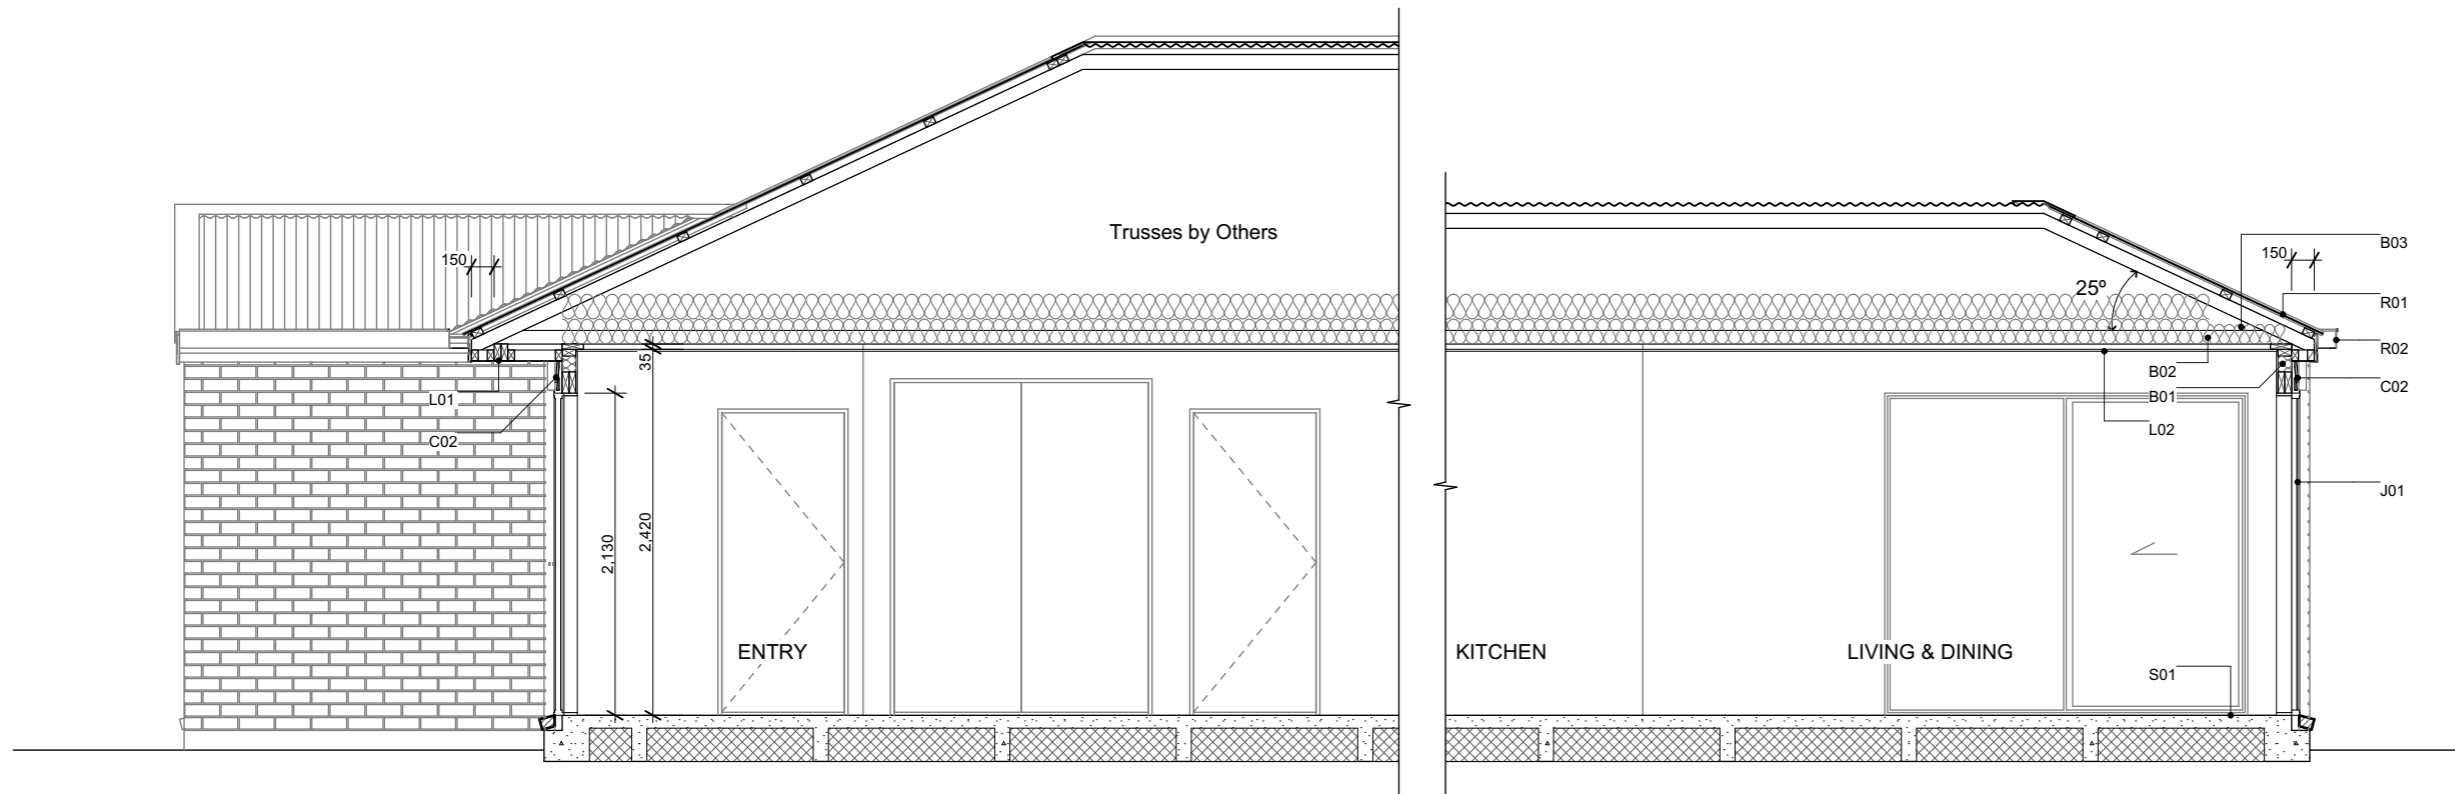 Trusses by Others
150
B03
150
25º
R01
R02
35
B02
L01
B01
C02
C02
L02
J01
2,420
2,130
ENTRY
KITCHEN
LIVING & DINING
S01